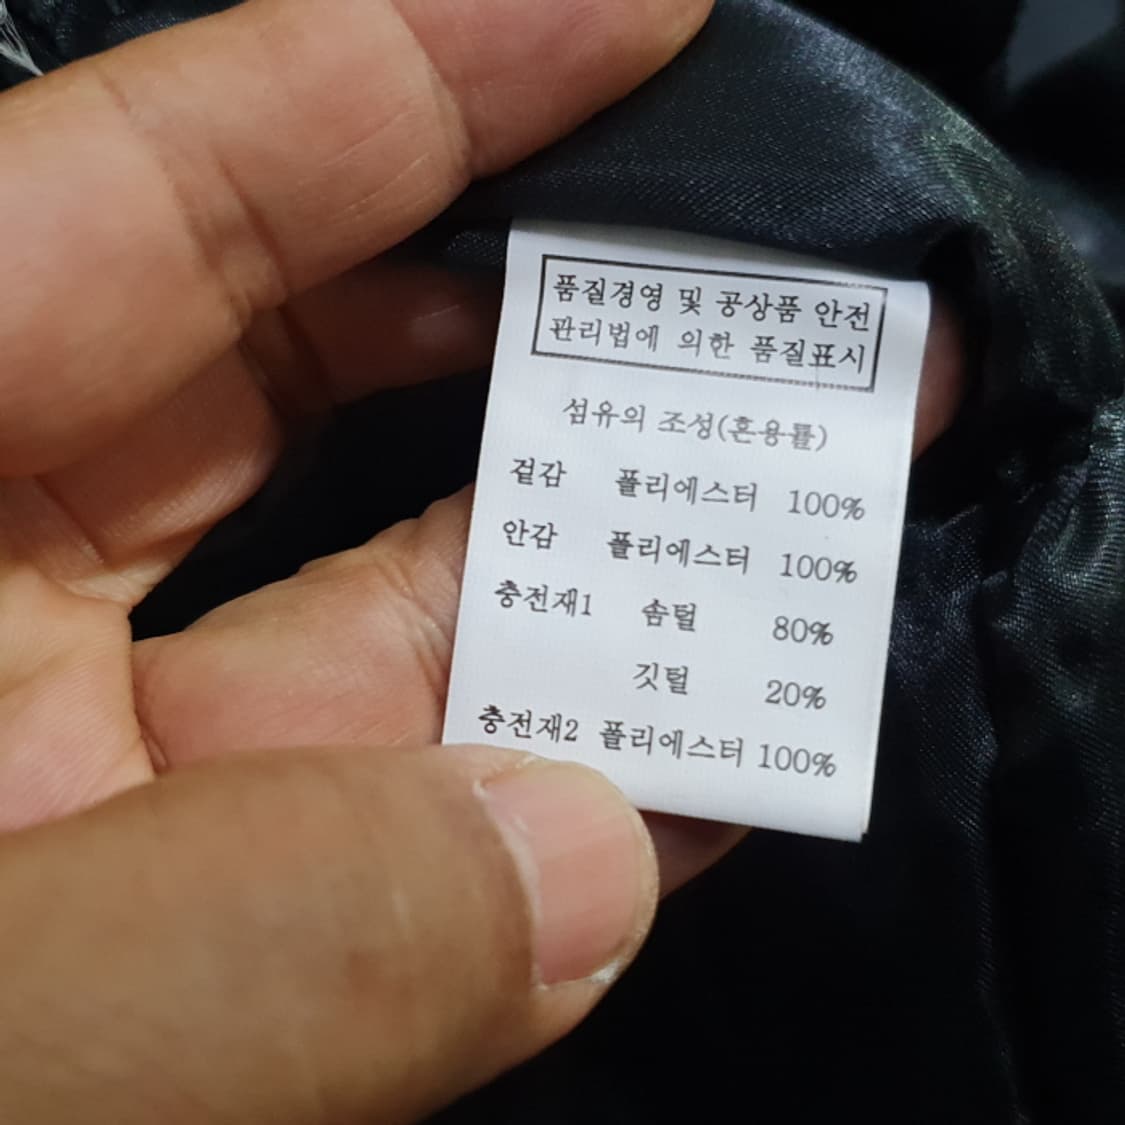 품질경영 및 공상품 안전
관리법에 의한 품질표시
섬유의 조성(혼용률)
겉감 폴리에스터 100%
안감 폴리에스터 100%
충전재1 솜털 80%
깃털 20%
충전재2 폴리에스터 100%